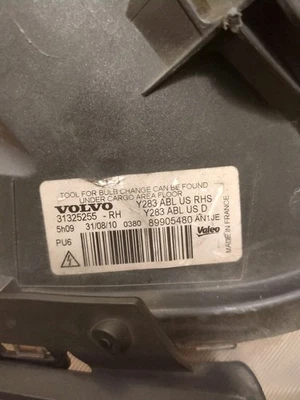 TOOL FOR BULB CHANGE CAN BE FOUND
UNDER CARGO AREA FLOOR
VOLVO Y283 ABL US RHS
31325255 - RH Y283 ABL US D
5h09 31/08/10 0380 89905480 AN1JE
PU6
Valeo
MADE IN FRANCE